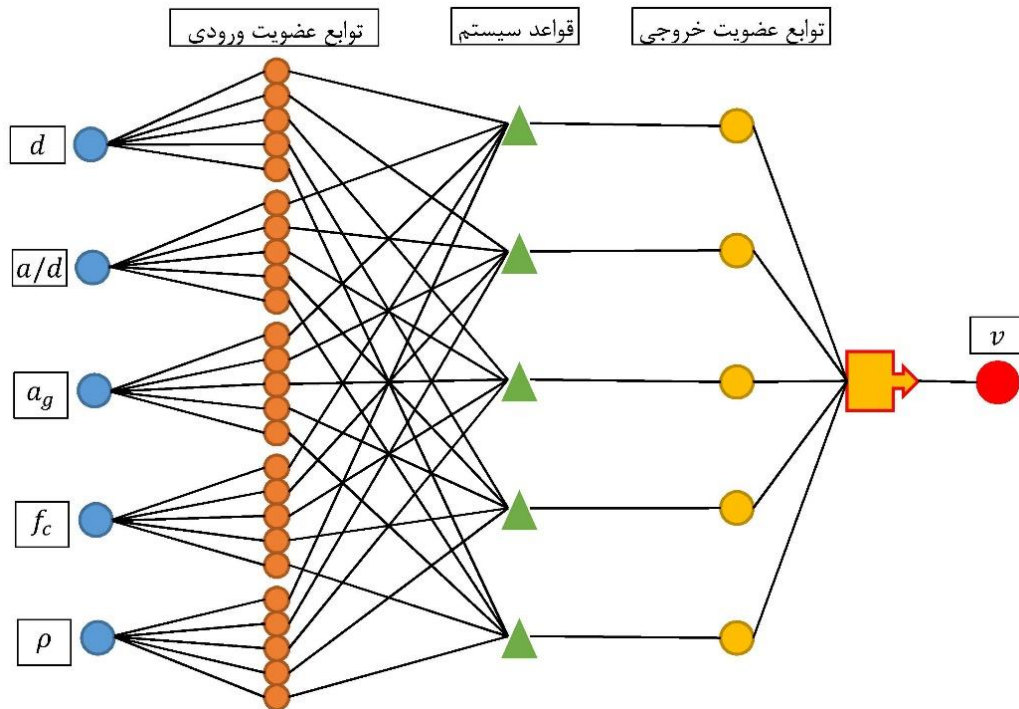 توابع عضویت ورودی
قواعد سیستم
توابع عضویت خروجی
d
a/d
a_g
f_c
ρ
v